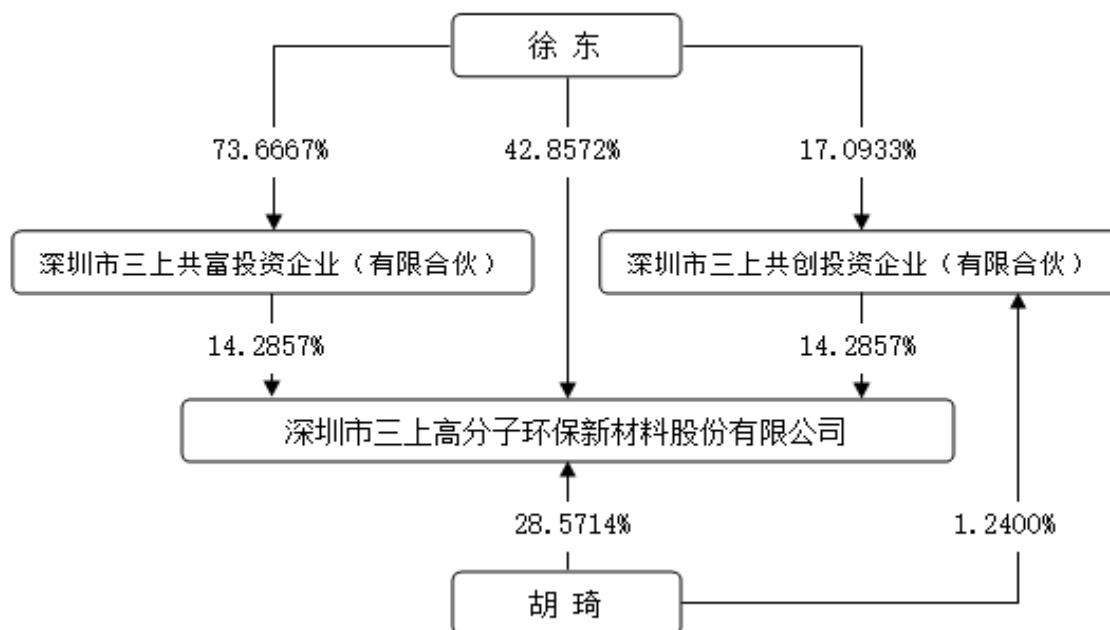 徐 东
73.6667%
42.8572%
17.0933%
深圳市三上共富投资企业（有限合伙）
深圳市三上共创投资企业（有限合伙）
14.2857%
14.2857%
深圳市三上高分子环保新材料股份有限公司
28.5714%
1.2400%
胡 琦